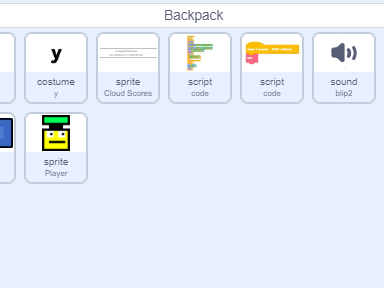 Backpack
y
costume
y
sprite
Cloud Scores
script
code
script
code
sound
blip2
sprite
Player